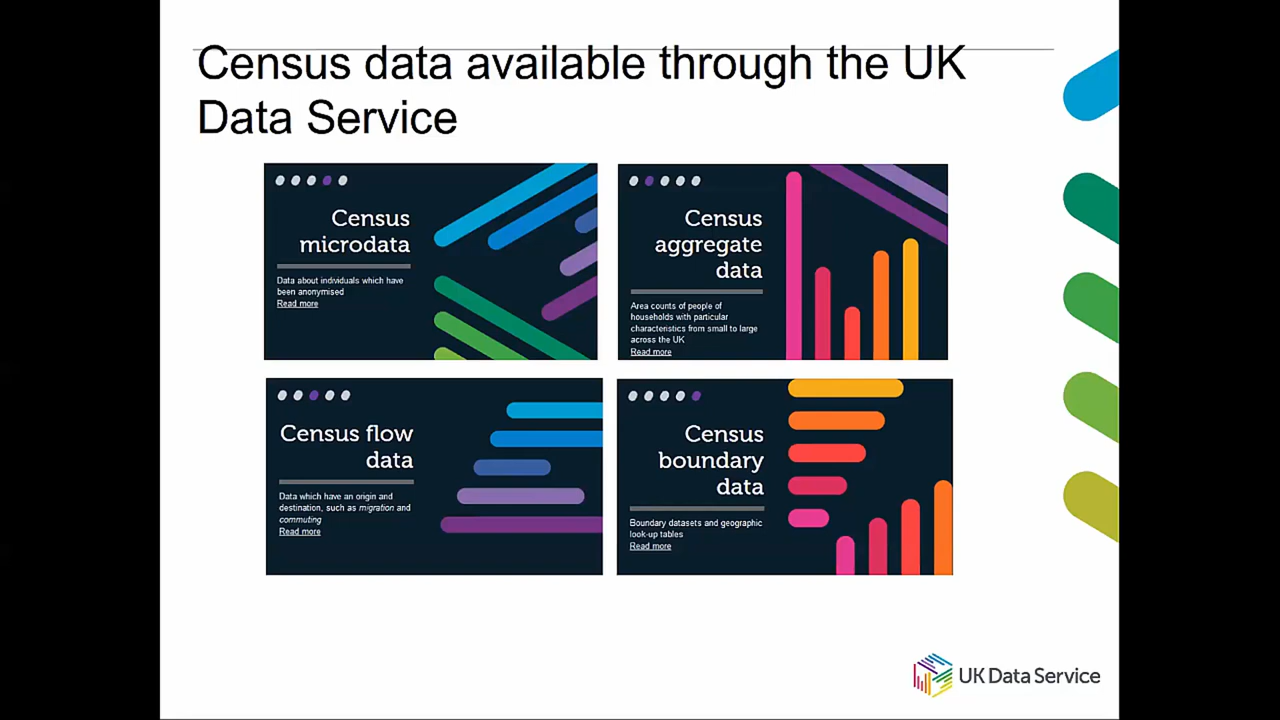 Census data available through the UK
Data Service
Census
microdata
Data about individuals which have
been anonymised
Read more
Census
aggregate
data
Area counts of people of
households with particular
characteristics from small to large
across the UK
Read more
Census flow
data
Data which have an origin and
destination, such as migration and
commuting
Read more
Census
boundary
data
Boundary datasets and geographic
look-up tables
Read more
UK Data Service